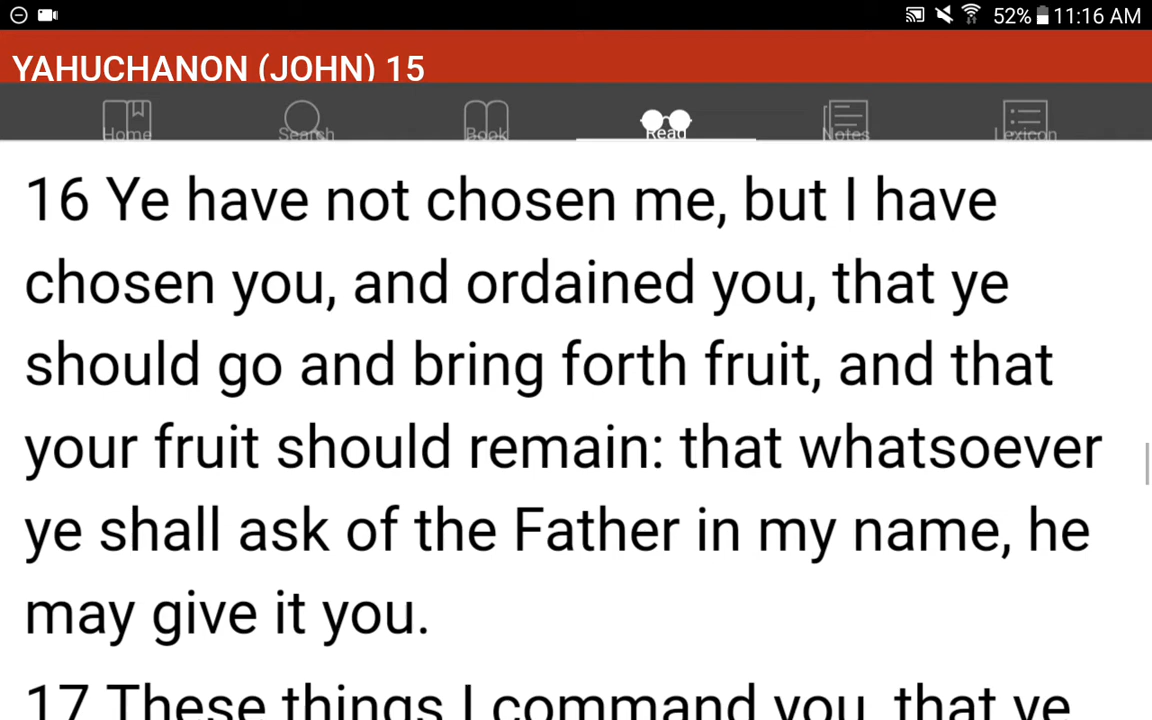 52% 11:16 AM
YAHUCHANON (JOHN) 15
Home Search Book Read Notes Lexicon
16 Ye have not chosen me, but I have
chosen you, and ordained you, that ye
should go and bring forth fruit, and that
your fruit should remain: that whatsoever
ye shall ask of the Father in my name, he
may give it you.
17 These things I command you, that ye